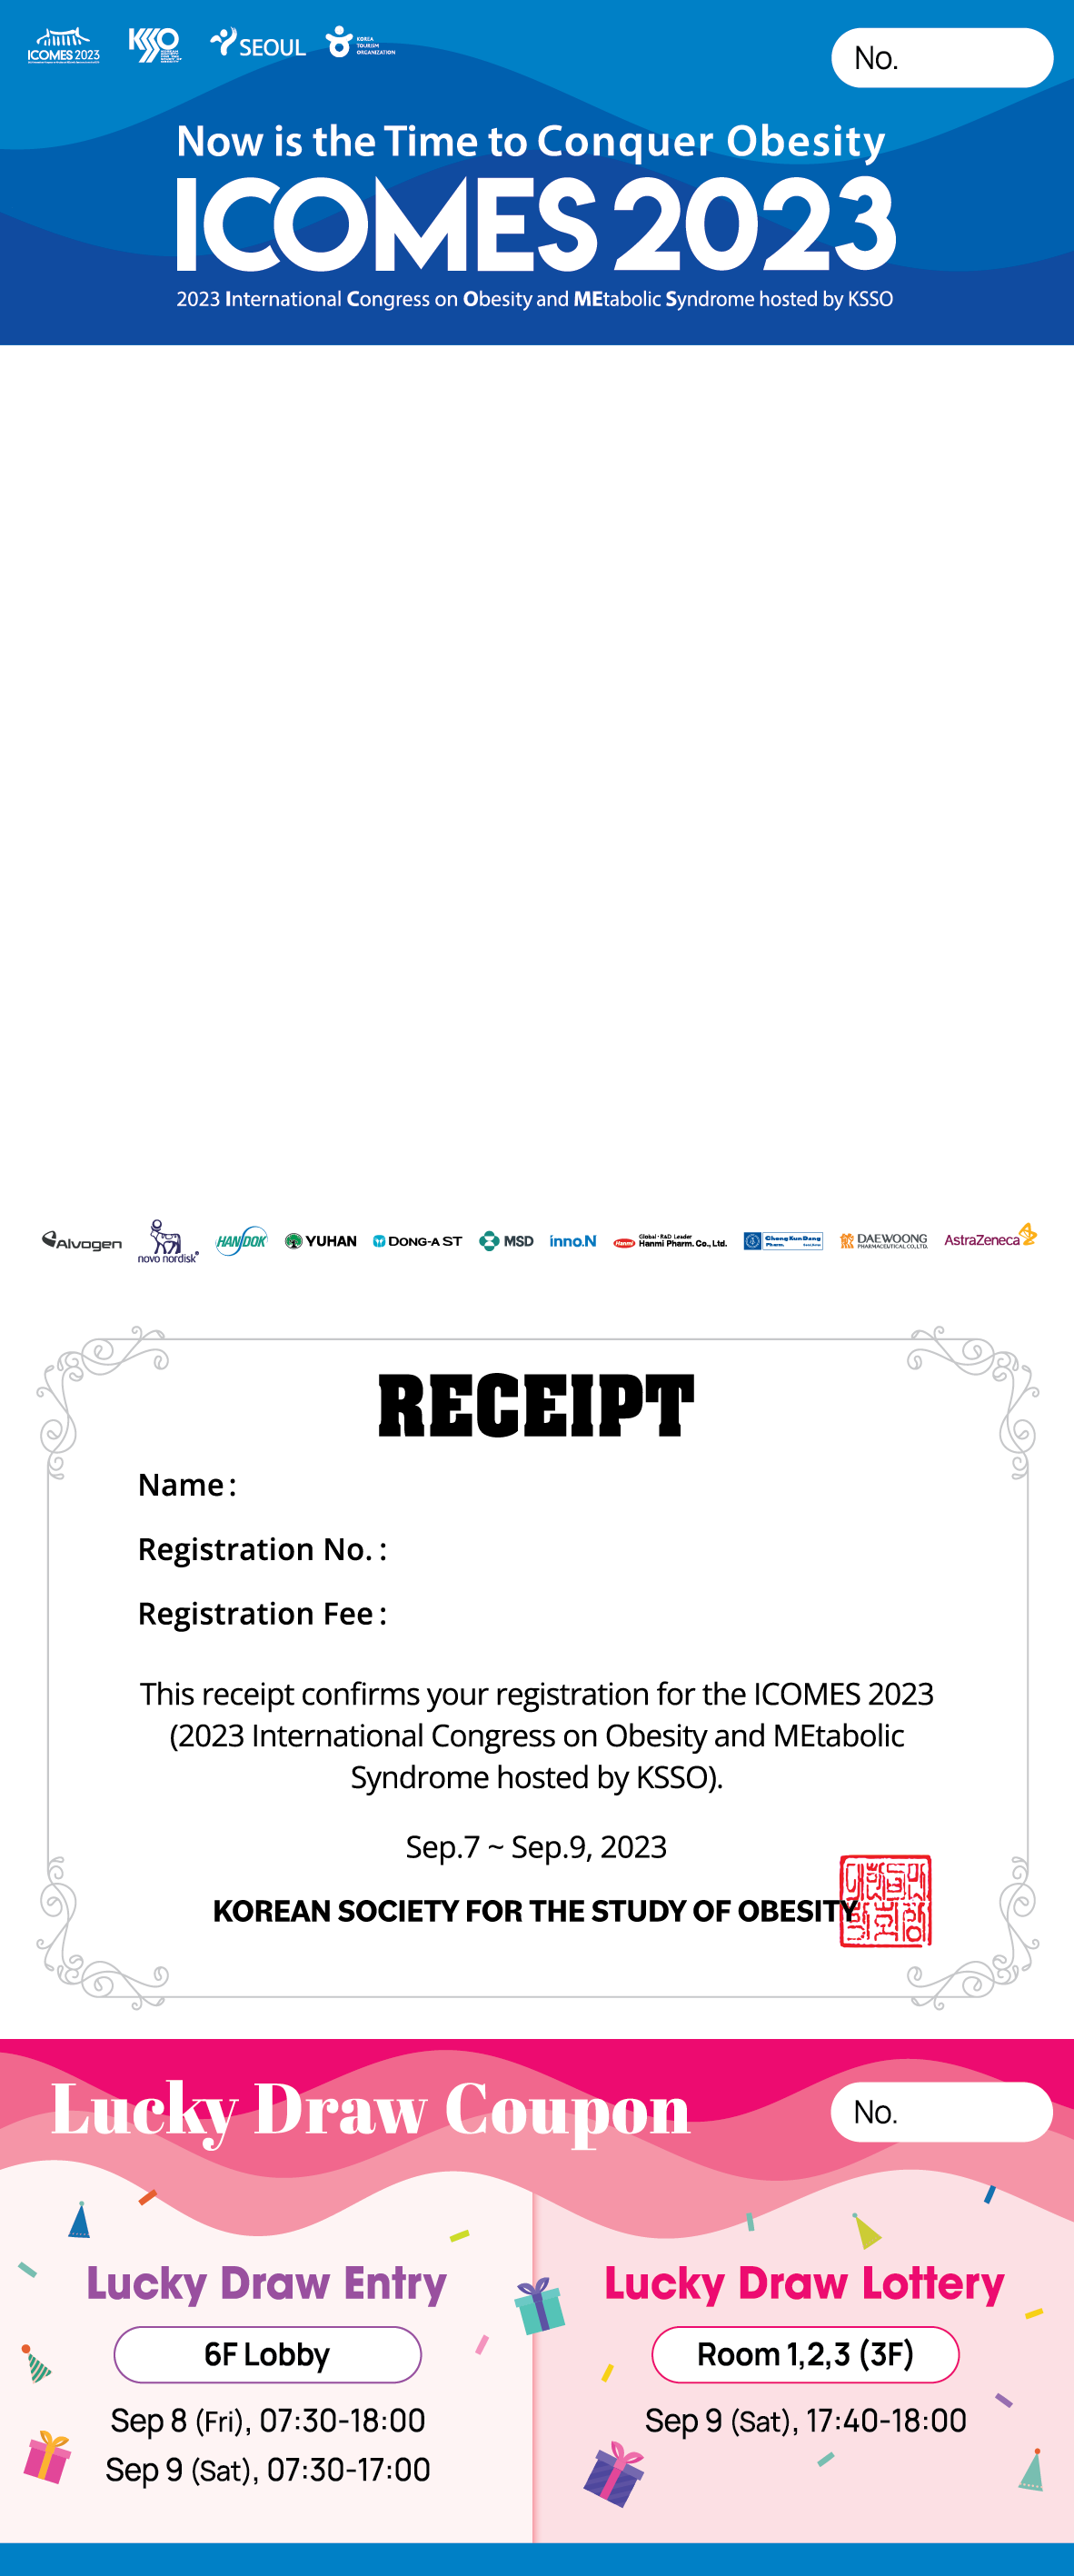 ICOMES 2023
KSSO
SEOUL
KOREA
TOURISM
ORGANIZATION
No.
Now is the Time to Conquer Obesity
ICOMES 2023
2023 International Congress on Obesity and MEtabolic Syndrome hosted by KSSO
Alvogen
novo nordisk®
HANDOK
YUHAN
DONG-A ST
MSD
inno.N
Hanmi
Global · R&D Leader
Hanmi Pharm. Co., Ltd.
Chong Kun Dang
Pharm.
DAEWOONG
PHARMACEUTICAL CO.,LTD.
AstraZeneca
RECEIPT
Name :
Registration No. :
Registration Fee :
This receipt confirms your registration for the ICOMES 2023
(2023 International Congress on Obesity and MEtabolic
Syndrome hosted by KSSO).
Sep.7 ~ Sep.9, 2023
KOREAN SOCIETY FOR THE STUDY OF OBESITY
Lucky Draw Coupon
No.
Lucky Draw Entry
6F Lobby
Sep 8 (Fri), 07:30-18:00
Sep 9 (Sat), 07:30-17:00
Lucky Draw Lottery
Room 1,2,3 (3F)
Sep 9 (Sat), 17:40-18:00